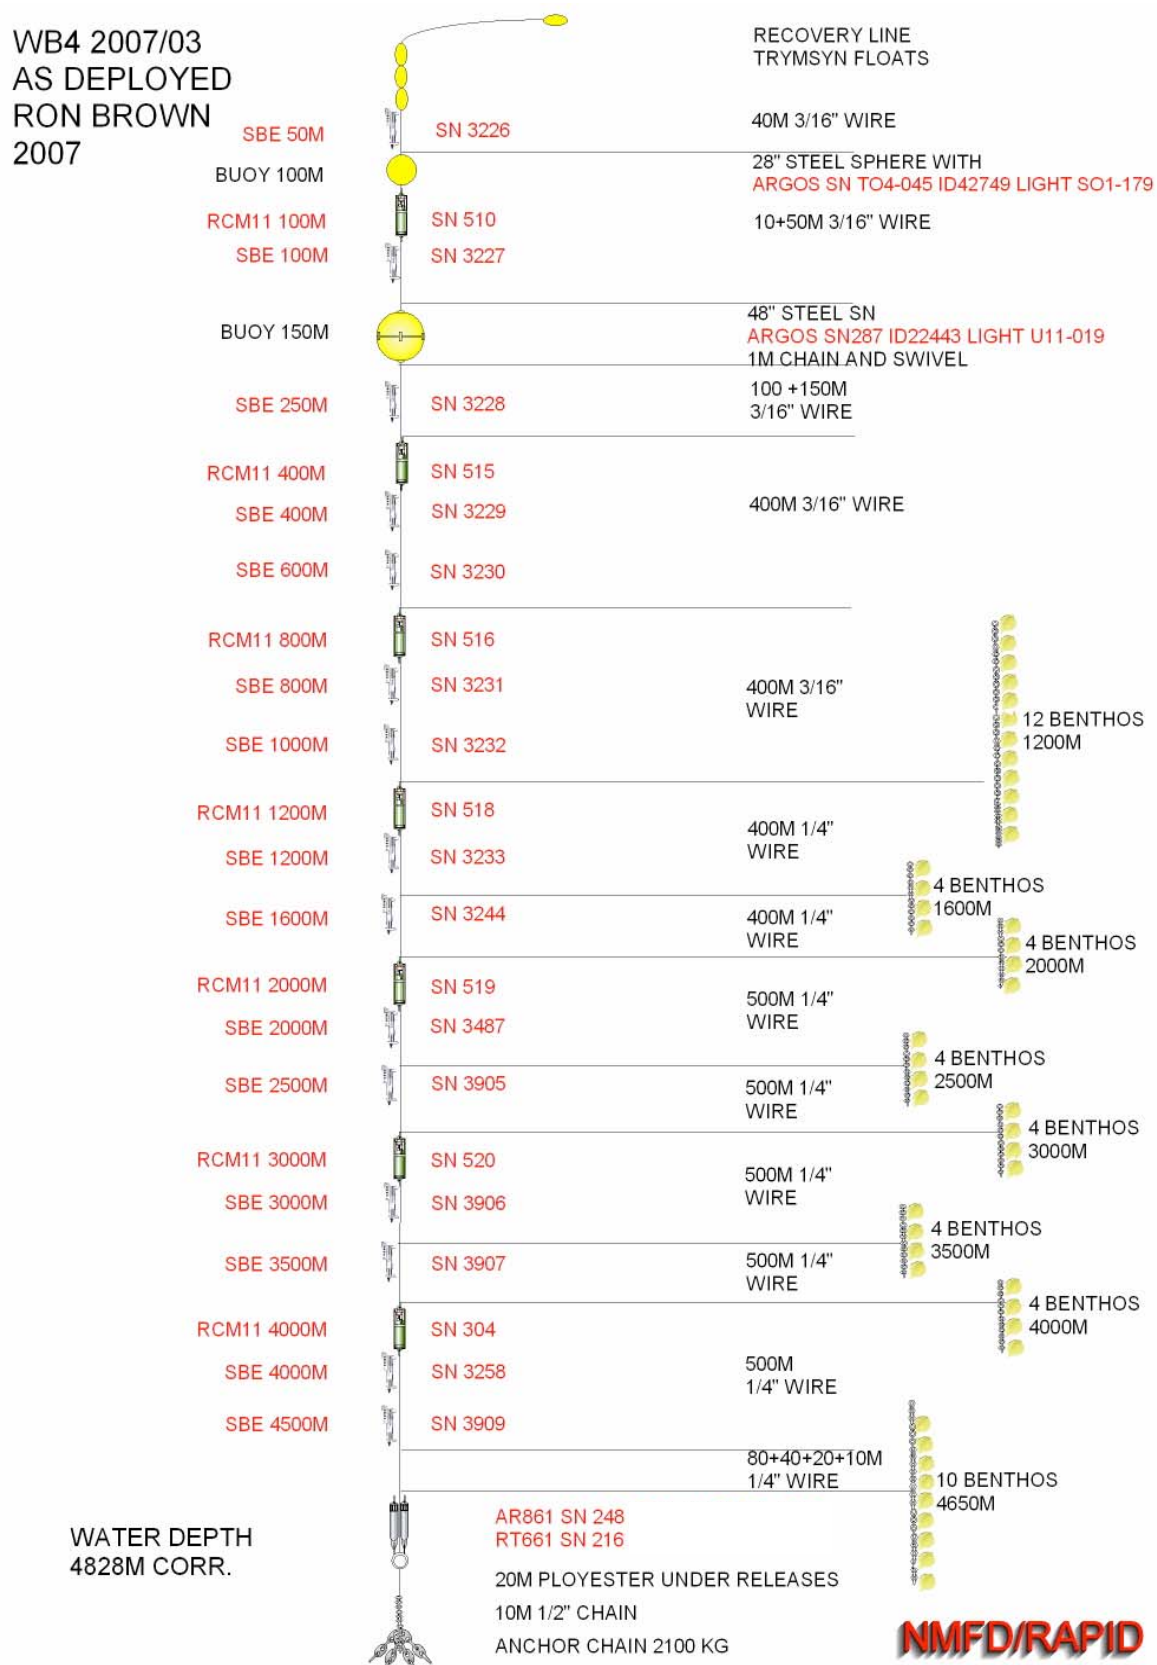 WB4 2007/03
AS DEPLOYED
RON BROWN
2007
RECOVERY LINE
TRYMSYN FLOATS
SBE 50M
SN 3226
40M 3/16" WIRE
BUOY 100M
28" STEEL SPHERE WITH
ARGOS SN TO4-045 ID42749 LIGHT SO1-179
RCM11 100M
SN 510
10+50M 3/16" WIRE
SBE 100M
SN 3227
BUOY 150M
48" STEEL SN
ARGOS SN287 ID22443 LIGHT U11-019
1M CHAIN AND SWIVEL
SBE 250M
SN 3228
100 +150M
3/16" WIRE
RCM11 400M
SN 515
SBE 400M
SN 3229
400M 3/16" WIRE
SBE 600M
SN 3230
RCM11 800M
SN 516
SBE 800M
SN 3231
400M 3/16"
WIRE
SBE 1000M
SN 3232
12 BENTHOS
1200M
RCM11 1200M
SN 518
400M 1/4"
WIRE
SBE 1200M
SN 3233
4 BENTHOS
1600M
SBE 1600M
SN 3244
400M 1/4"
WIRE
4 BENTHOS
2000M
RCM11 2000M
SN 519
500M 1/4"
WIRE
SBE 2000M
SN 3487
4 BENTHOS
2500M
SBE 2500M
SN 3905
500M 1/4"
WIRE
4 BENTHOS
3000M
RCM11 3000M
SN 520
500M 1/4"
WIRE
SBE 3000M
SN 3906
4 BENTHOS
3500M
SBE 3500M
SN 3907
500M 1/4"
WIRE
4 BENTHOS
4000M
RCM11 4000M
SN 304
SBE 4000M
SN 3258
500M
1/4" WIRE
SBE 4500M
SN 3909
80+40+20+10M
1/4" WIRE
10 BENTHOS
4650M
AR861 SN 248
RT661 SN 216
WATER DEPTH
4828M CORR.
20M PLOYESTER UNDER RELEASES
10M 1/2" CHAIN
ANCHOR CHAIN 2100 KG
NMFD/RAPID